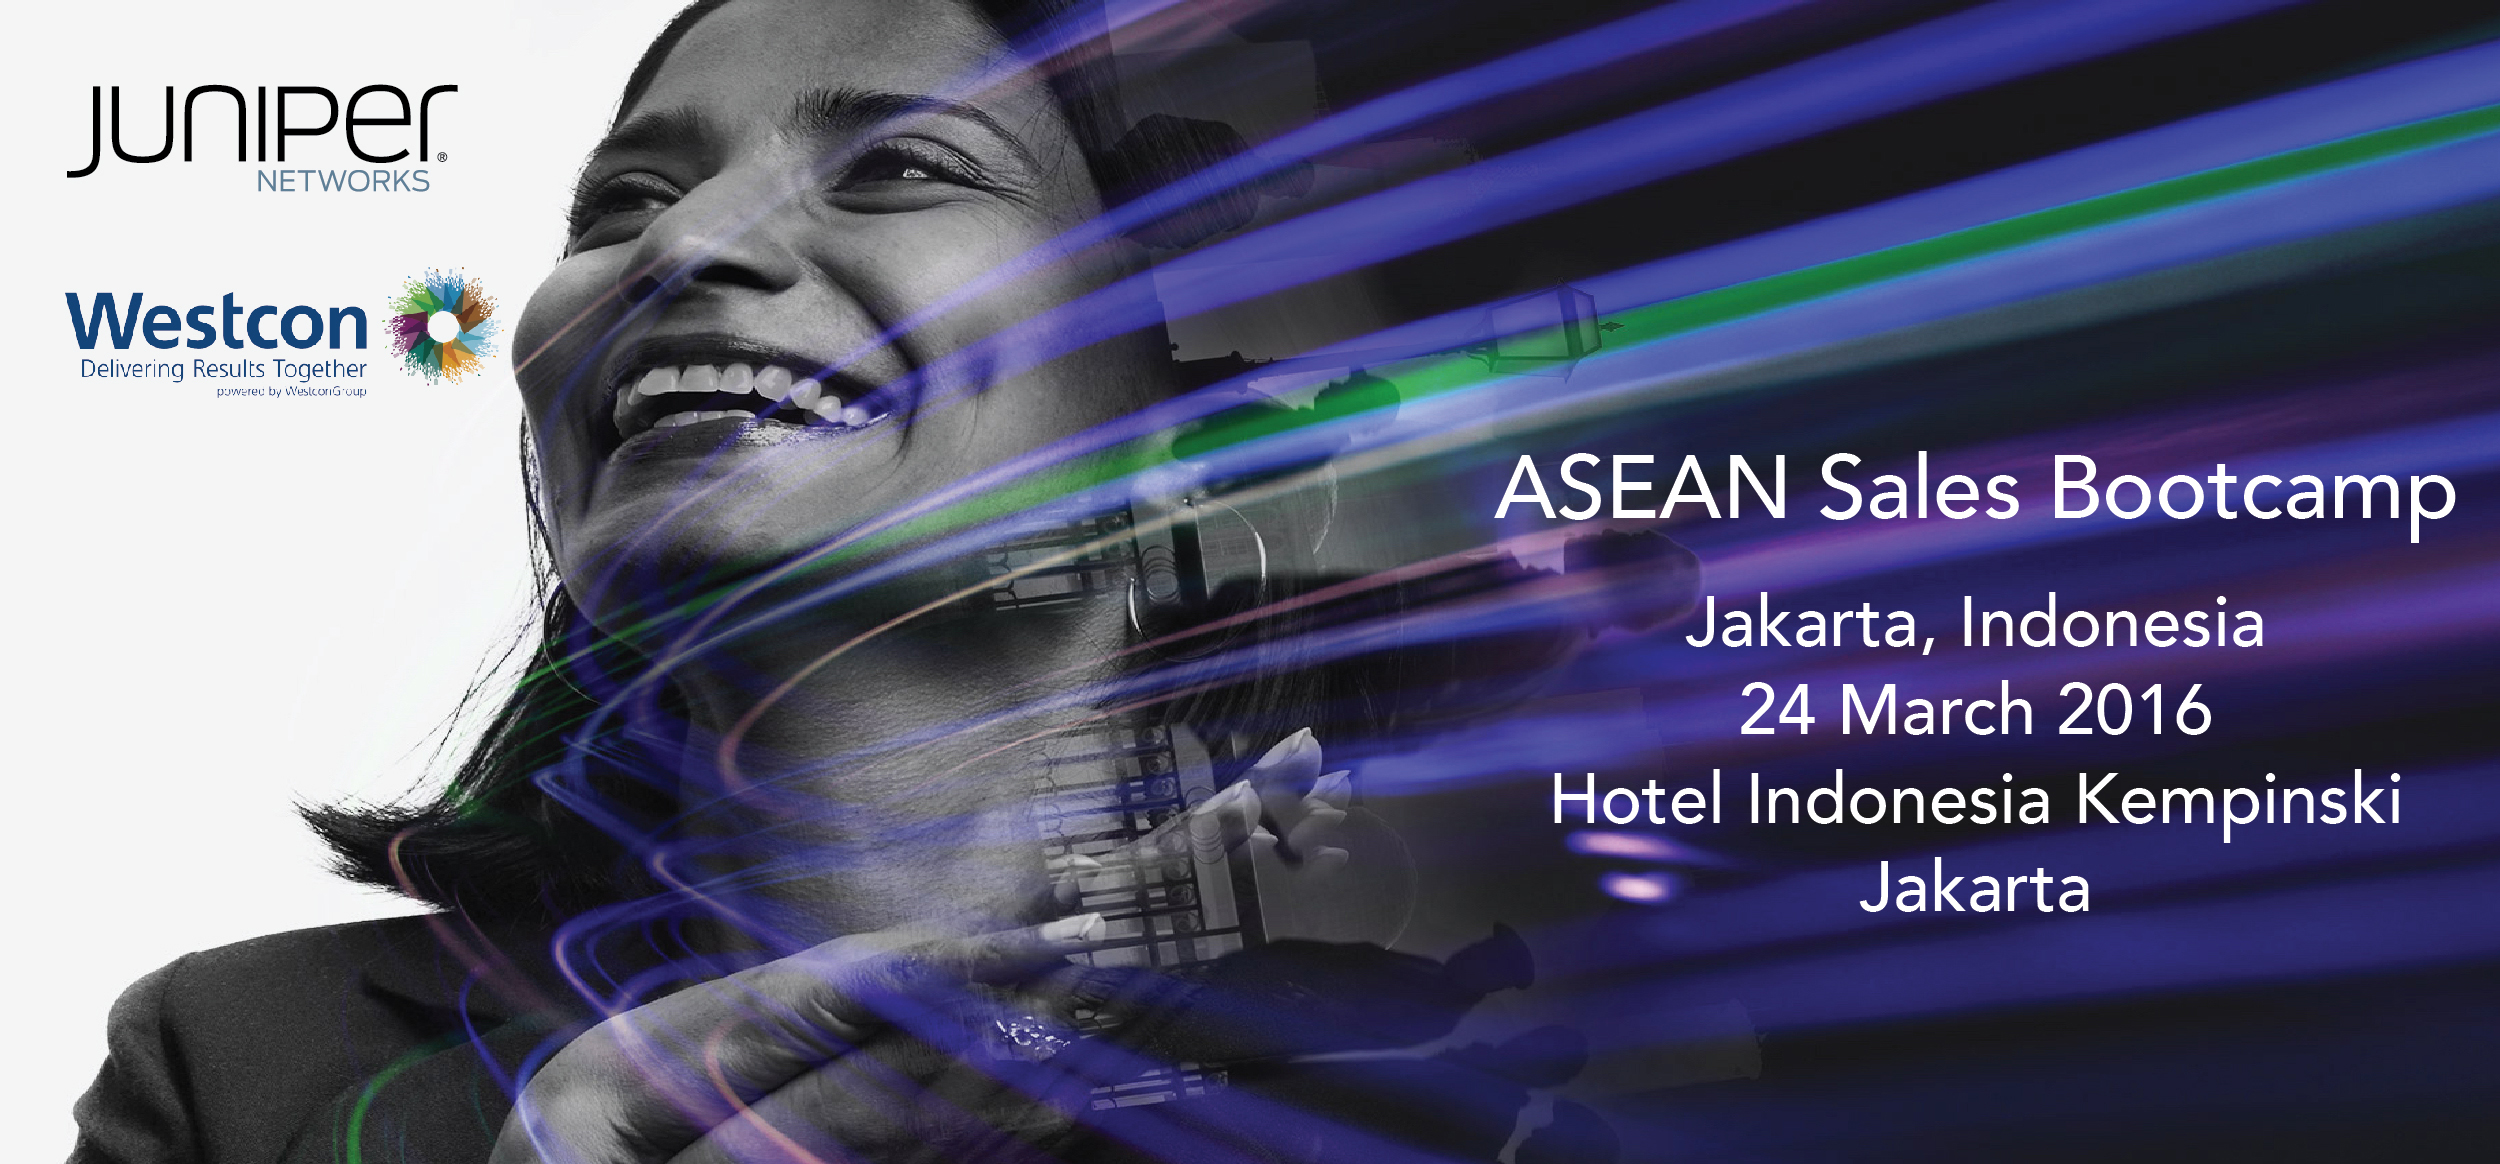 JUNIPER®
NETWORKS
Westcon
Delivering Results Together
powered by WestconGroup
ASEAN Sales Bootcamp
Jakarta, Indonesia
24 March 2016
Hotel Indonesia Kempinski
Jakarta